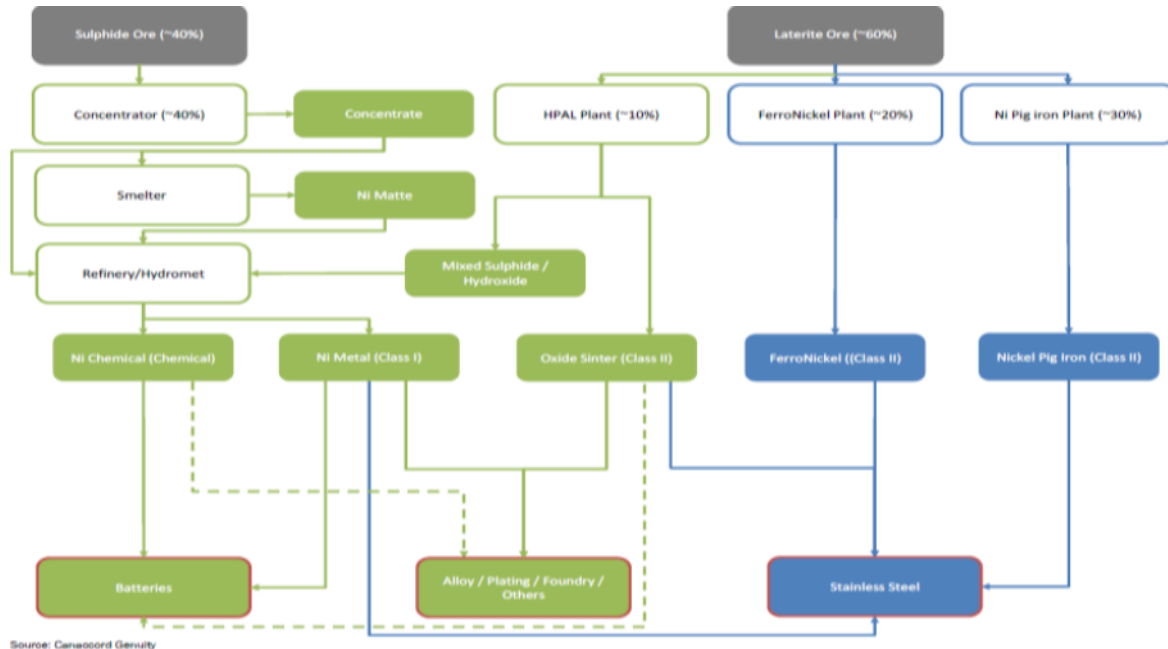 Sulphide Ore (~40%)
Laterite Ore (~60%)
Concentrator (~40%)
Concentrate
HPAL Plant (~10%)
FerroNickel Plant (~20%)
Ni Pig iron Plant (~30%)
Smelter
Ni Matte
Refinery/Hydromet
Mixed Sulphide /
Hydroxide
Ni Chemical (Chemical)
Ni Metal (Class I)
Oxide Sinter (Class II)
FerroNickel ((Class II)
Nickel Pig Iron (Class II)
Batteries
Alloy / Plating / Foundry /
Others
Stainless Steel
Source: Canaccord Genuity